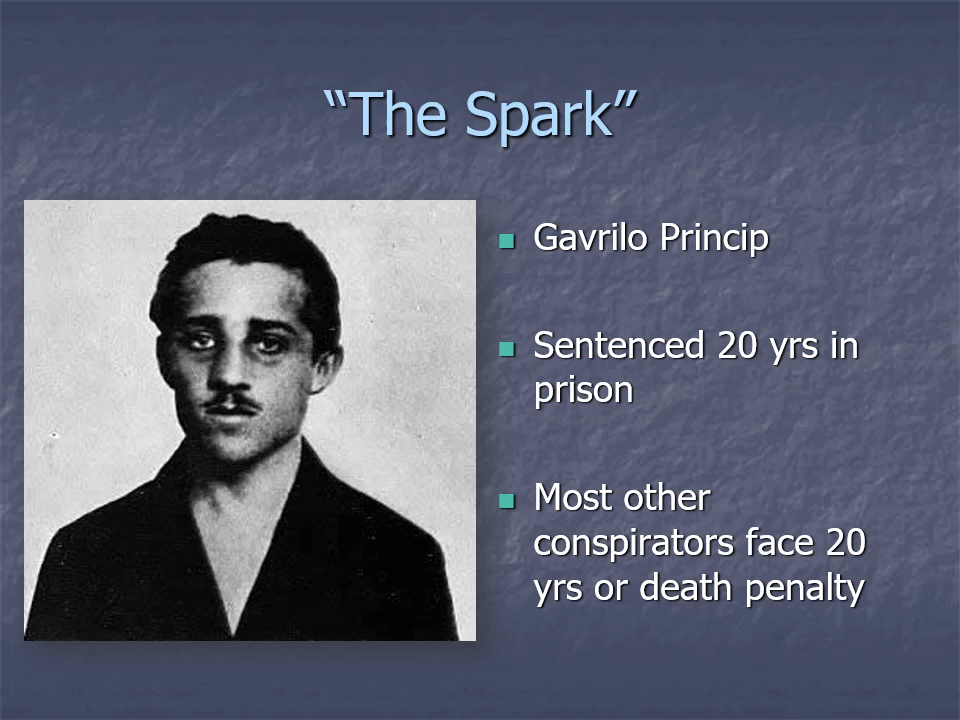 “The Spark”
Gavrilo Princip
Sentenced 20 yrs in
prison
Most other
conspirators face 20
yrs or death penalty